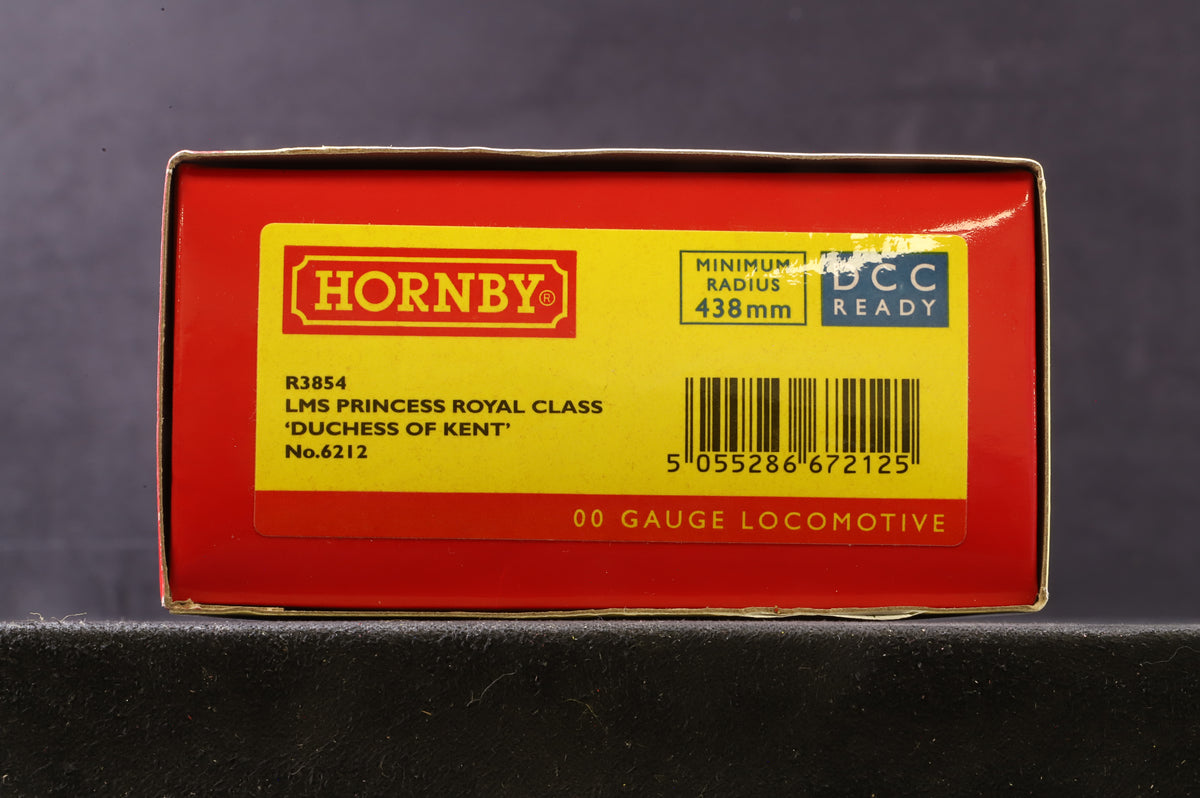 HORNBY®
MINIMUM
RADIUS
438mm
DCC
READY
R3854
LMS PRINCESS ROYAL CLASS
‘DUCHESS OF KENT’
No.6212
5 055286 672125
00 GAUGE LOCOMOTIVE